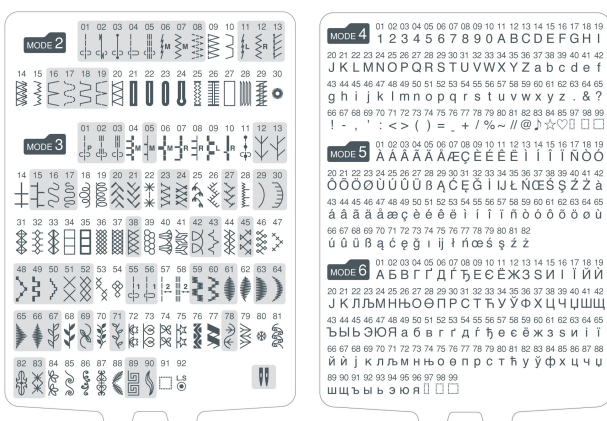 MODE 2
01 02 03 04 05 06 07 08 09 10 11 12 13
14 15 16 17 18 19 20 21 22 23 24 25 26 27 28 29 30
MODE 3
01 02 03 04 05 06 07 08 09 10 11 12 13
14 15 16 17 18 19 20 21 22 23 24 25 26 27 28 29 30
31 32 33 34 35 36 37 38 39 40 41 42 43 44 45 46 47
48 49 50 51 52 53 54 55 56 57 58 59 60 61 62 63 64
65 66 67 68 69 70 71 72 73 74 75 76 77 78 79 80 81
82 83 84 85 86 87 88 89 90 91 92
MODE 4
01 02 03 04 05 06 07 08 09 10 11 12 13 14 15 16 17 18 19
1 2 3 4 5 6 7 8 9 0 A B C D E F G H I
20 21 22 23 24 25 26 27 28 29 30 31 32 33 34 35 36 37 38 39 40 41 42
J K L M N O P Q R S T U V W X Y Z a b c d e f
43 44 45 46 47 48 49 50 51 52 53 54 55 56 57 58 59 60 61 62 63 64 65
g h i j k l m n o p q r s t u v w x y z . & ?
66 67 68 69 70 71 72 73 74 75 76 77 78 79 80 81 82 83 84 85 86 87 88 97 98 99
! - , ' : < > ( ) = _ + / % ~ // @ ♪ ☆ ♡
MODE 5
01 02 03 04 05 06 07 08 09 10 11 12 13 14 15 16 17 18 19
20 21 22 23 24 25 26 27 28 29 30 31 32 33 34 35 36 37 38 39 40 41 42
Ô Õ Ö Ø Ù Ú Û Ü ß Ą Ć Ę Ğ İ IJ Ł Ń Œ Ś Ş Ź Ż à
43 44 45 46 47 48 49 50 51 52 53 54 55 56 57 58 59 60 61 62 63 64 65
á â ã ä å æ ç è é ê ë ì í î ï ñ ò ó ô õ ö ø ù
66 67 68 69 70 71 72 73 74 75 76 77 78 79 80 81 82
ú û ü ß ą ć ę ğ ı ij ł ń œ ś ş ź ż
MODE 6
01 02 03 04 05 06 07 08 09 10 11 12 13 14 15 16 17 18 19
А Б В Г Ґ Д Ѓ Ђ Е Є Ё Ж З Ѕ И І Ї Й Ѝ
20 21 22 23 24 25 26 27 28 29 30 31 32 33 34 35 36 37 38 39 40 41 42
Ј К Л Љ М Н Њ О Ѳ П Р С Т Ћ У Ў Ф Х Ц Ч Џ Ш Щ
43 44 45 46 47 48 49 50 51 52 53 54 55 56 57 58 59 60 61 62 63 64 65
Ъ Ы Ь Э Ю Я а б в г ґ д ѓ ђ е є ё ж з ѕ и і ї
66 67 68 69 70 71 72 73 74 75 76 77 78 79 80 81 82 83 84 85 86 87 88
й ѝ ј к л љ м н њ о ѳ п р с т ћ у ў ф х ц ч џ
89 90 91 92 93 94 95 96 97 98 99
ш щ ъ ы ь э ю я